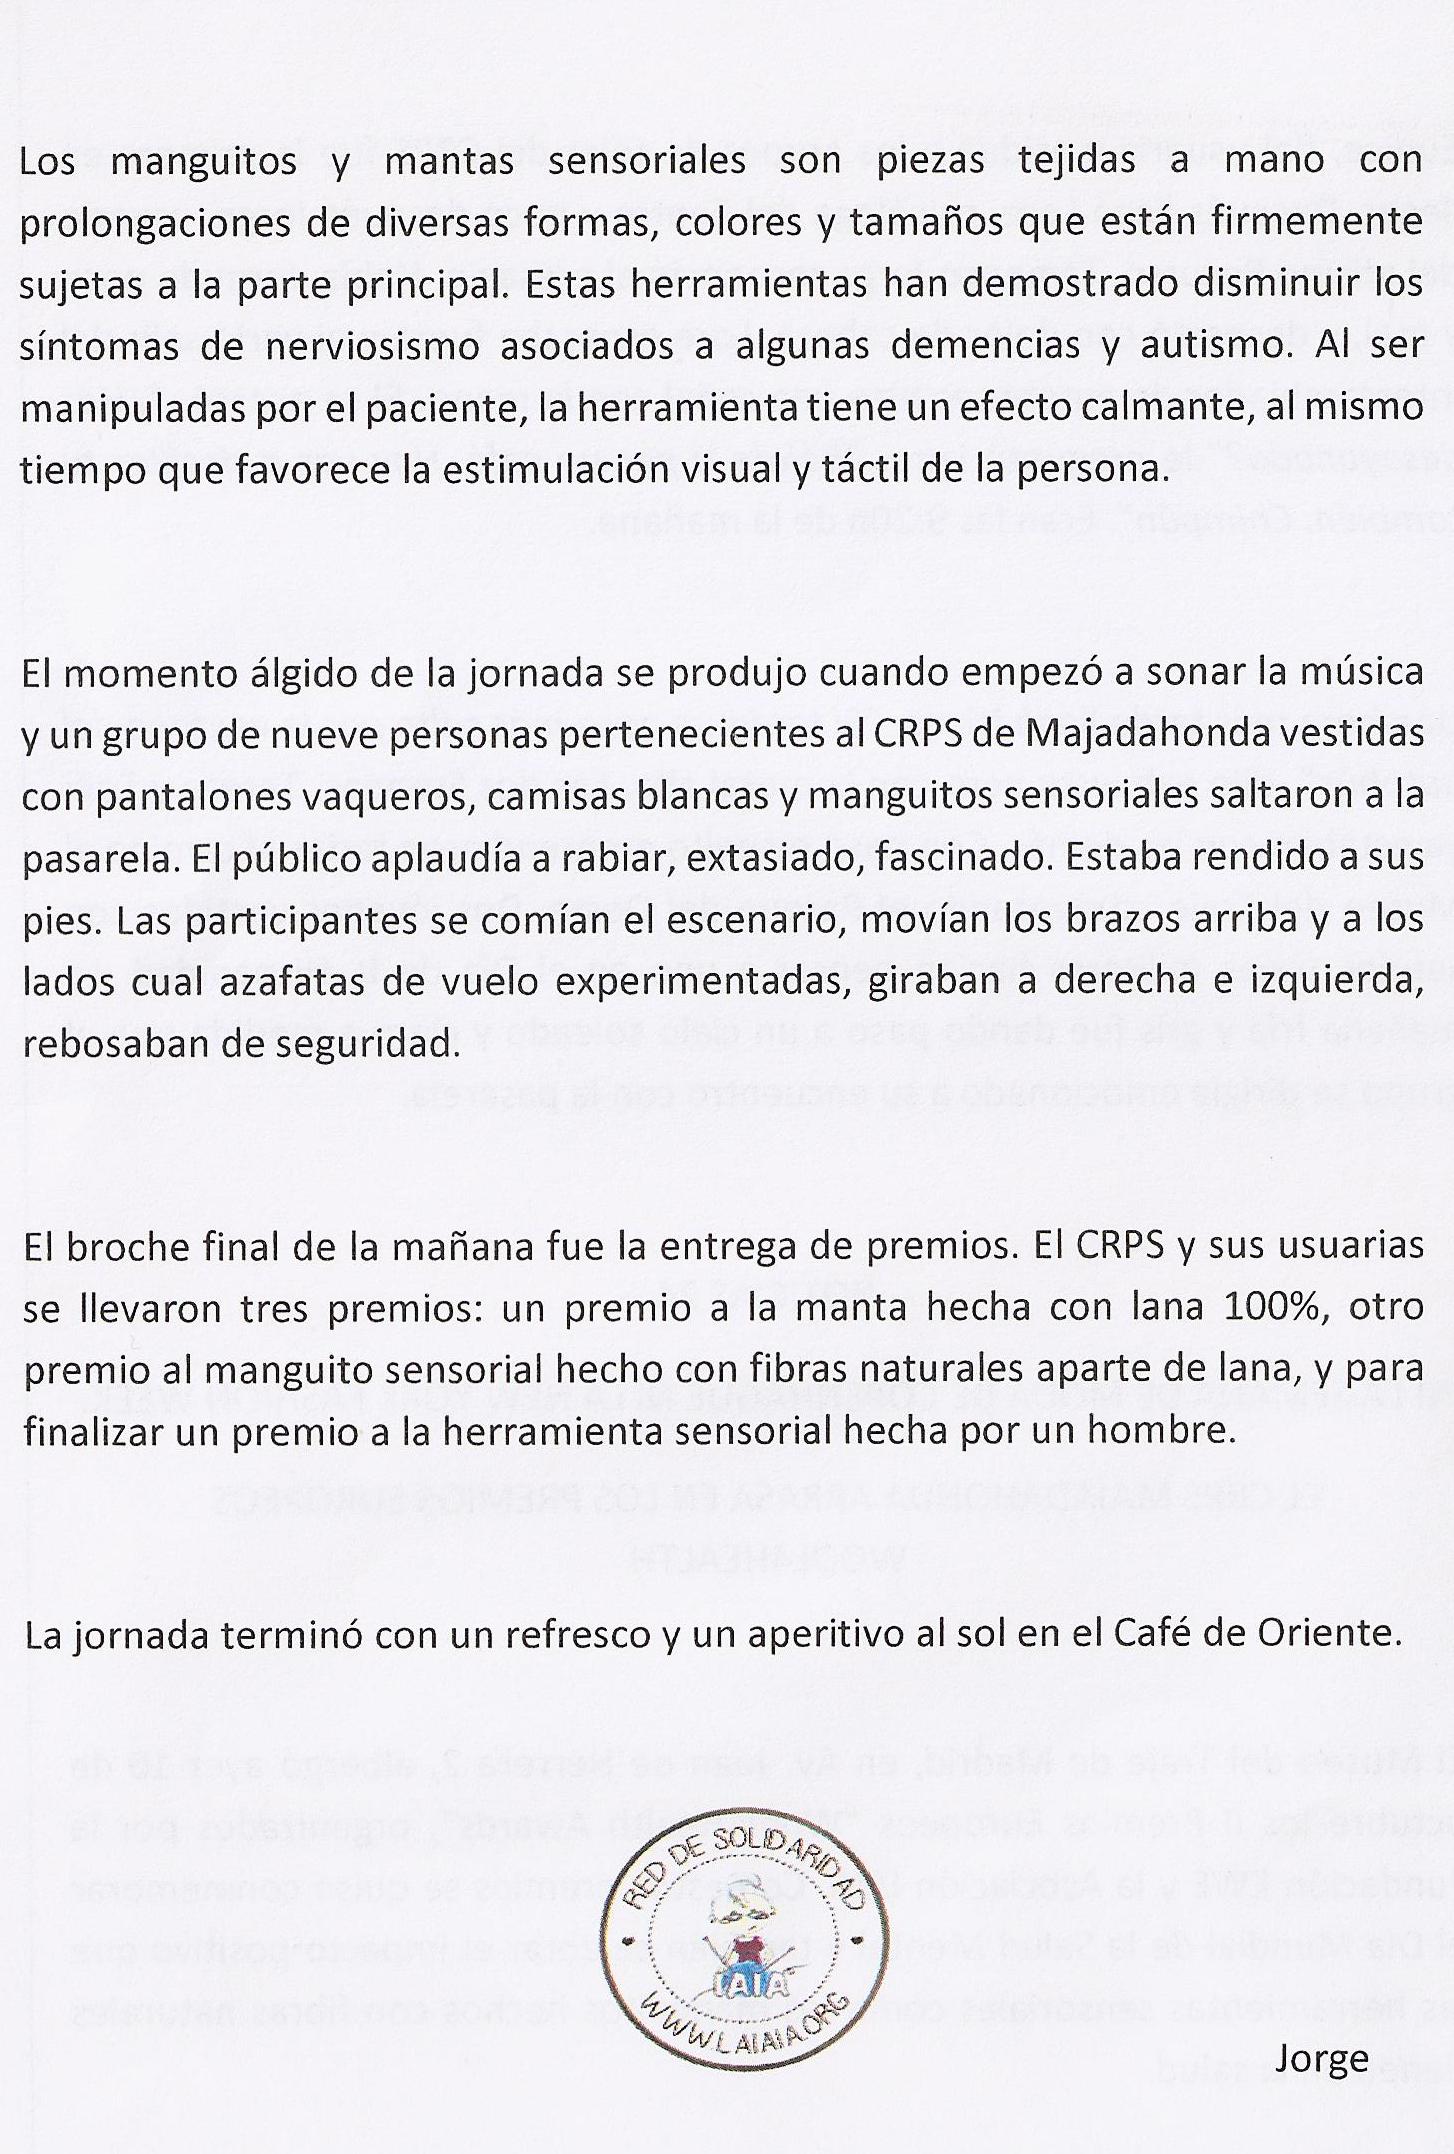 Los manguitos y mantas sensoriales son piezas tejidas a mano con
prolongaciones de diversas formas, colores y tamaños que están firmemente
sujetas a la parte principal. Estas herramientas han demostrado disminuir los
síntomas de nerviosismo asociados a algunas demencias y autismo. Al ser
manipuladas por el paciente, la herramienta tiene un efecto calmante, al mismo
tiempo que favorece la estimulación visual y táctil de la persona.
El momento álgido de la jornada se produjo cuando empezó a sonar la música
y un grupo de nueve personas pertenecientes al CRPS de Majadahonda vestidas
con pantalones vaqueros, camisas blancas y manguitos sensoriales saltaron a la
pasarela. El público aplaudía a rabiar, extasiado, fascinado. Estaba rendido a sus
pies. Las participantes se comían el escenario, movían los brazos arriba y a los
lados cual azafatas de vuelo experimentadas, giraban a derecha e izquierda,
rebosaban de seguridad.
El broche final de la mañana fue la entrega de premios. El CRPS y sus usuarias
se llevaron tres premios: un premio a la manta hecha con lana 100%, otro
premio al manguito sensorial hecho con fibras naturales aparte de lana, y para
finalizar un premio a la herramienta sensorial hecha por un hombre.
La jornada terminó con un refresco y un aperitivo al sol en el Café de Oriente.
RED DE SOLIDARIDAD
IAIA
WWW.LAIAIA.ORG
Jorge